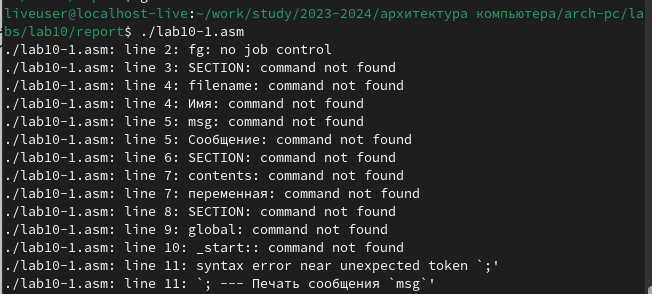 liveuser@localhost-live:~/work/study/2023-2024/архитектура компьютера/arch-pc/la
bs/lab10/report$ ./lab10-1.asm
./lab10-1.asm: line 2: fg: no job control
./lab10-1.asm: line 3: SECTION: command not found
./lab10-1.asm: line 4: filename: command not found
./lab10-1.asm: line 4: Имя: command not found
./lab10-1.asm: line 5: msg: command not found
./lab10-1.asm: line 5: Сообщение: command not found
./lab10-1.asm: line 6: SECTION: command not found
./lab10-1.asm: line 7: contents: command not found
./lab10-1.asm: line 7: переменная: command not found
./lab10-1.asm: line 8: SECTION: command not found
./lab10-1.asm: line 9: global: command not found
./lab10-1.asm: line 10: _start:: command not found
./lab10-1.asm: line 11: syntax error near unexpected token `;'
./lab10-1.asm: line 11: `; --- Печать сообщения `msg`'